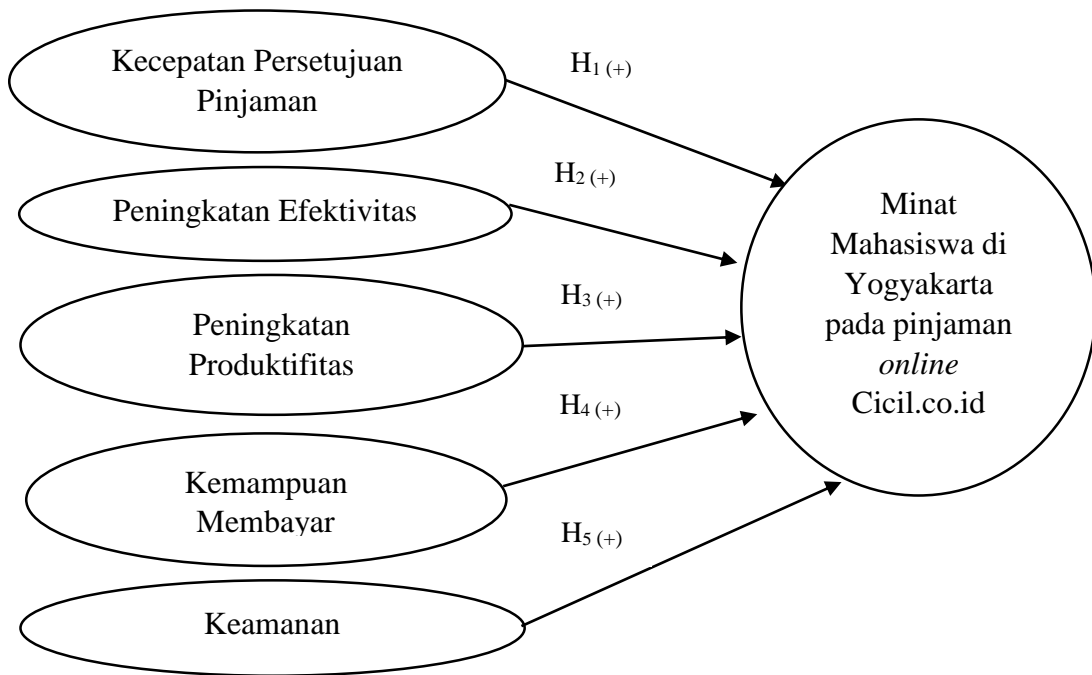 Kecepatan Persetujuan
Pinjaman
H1 (+)
Peningkatan Efektivitas
H2 (+)
Peningkatan
Produktifitas
H3 (+)
Kemampuan
Membayar
H4 (+)
Keamanan
H5 (+)
Minat
Mahasiswa di
Yogyakarta
pada pinjaman
online
Cicil.co.id